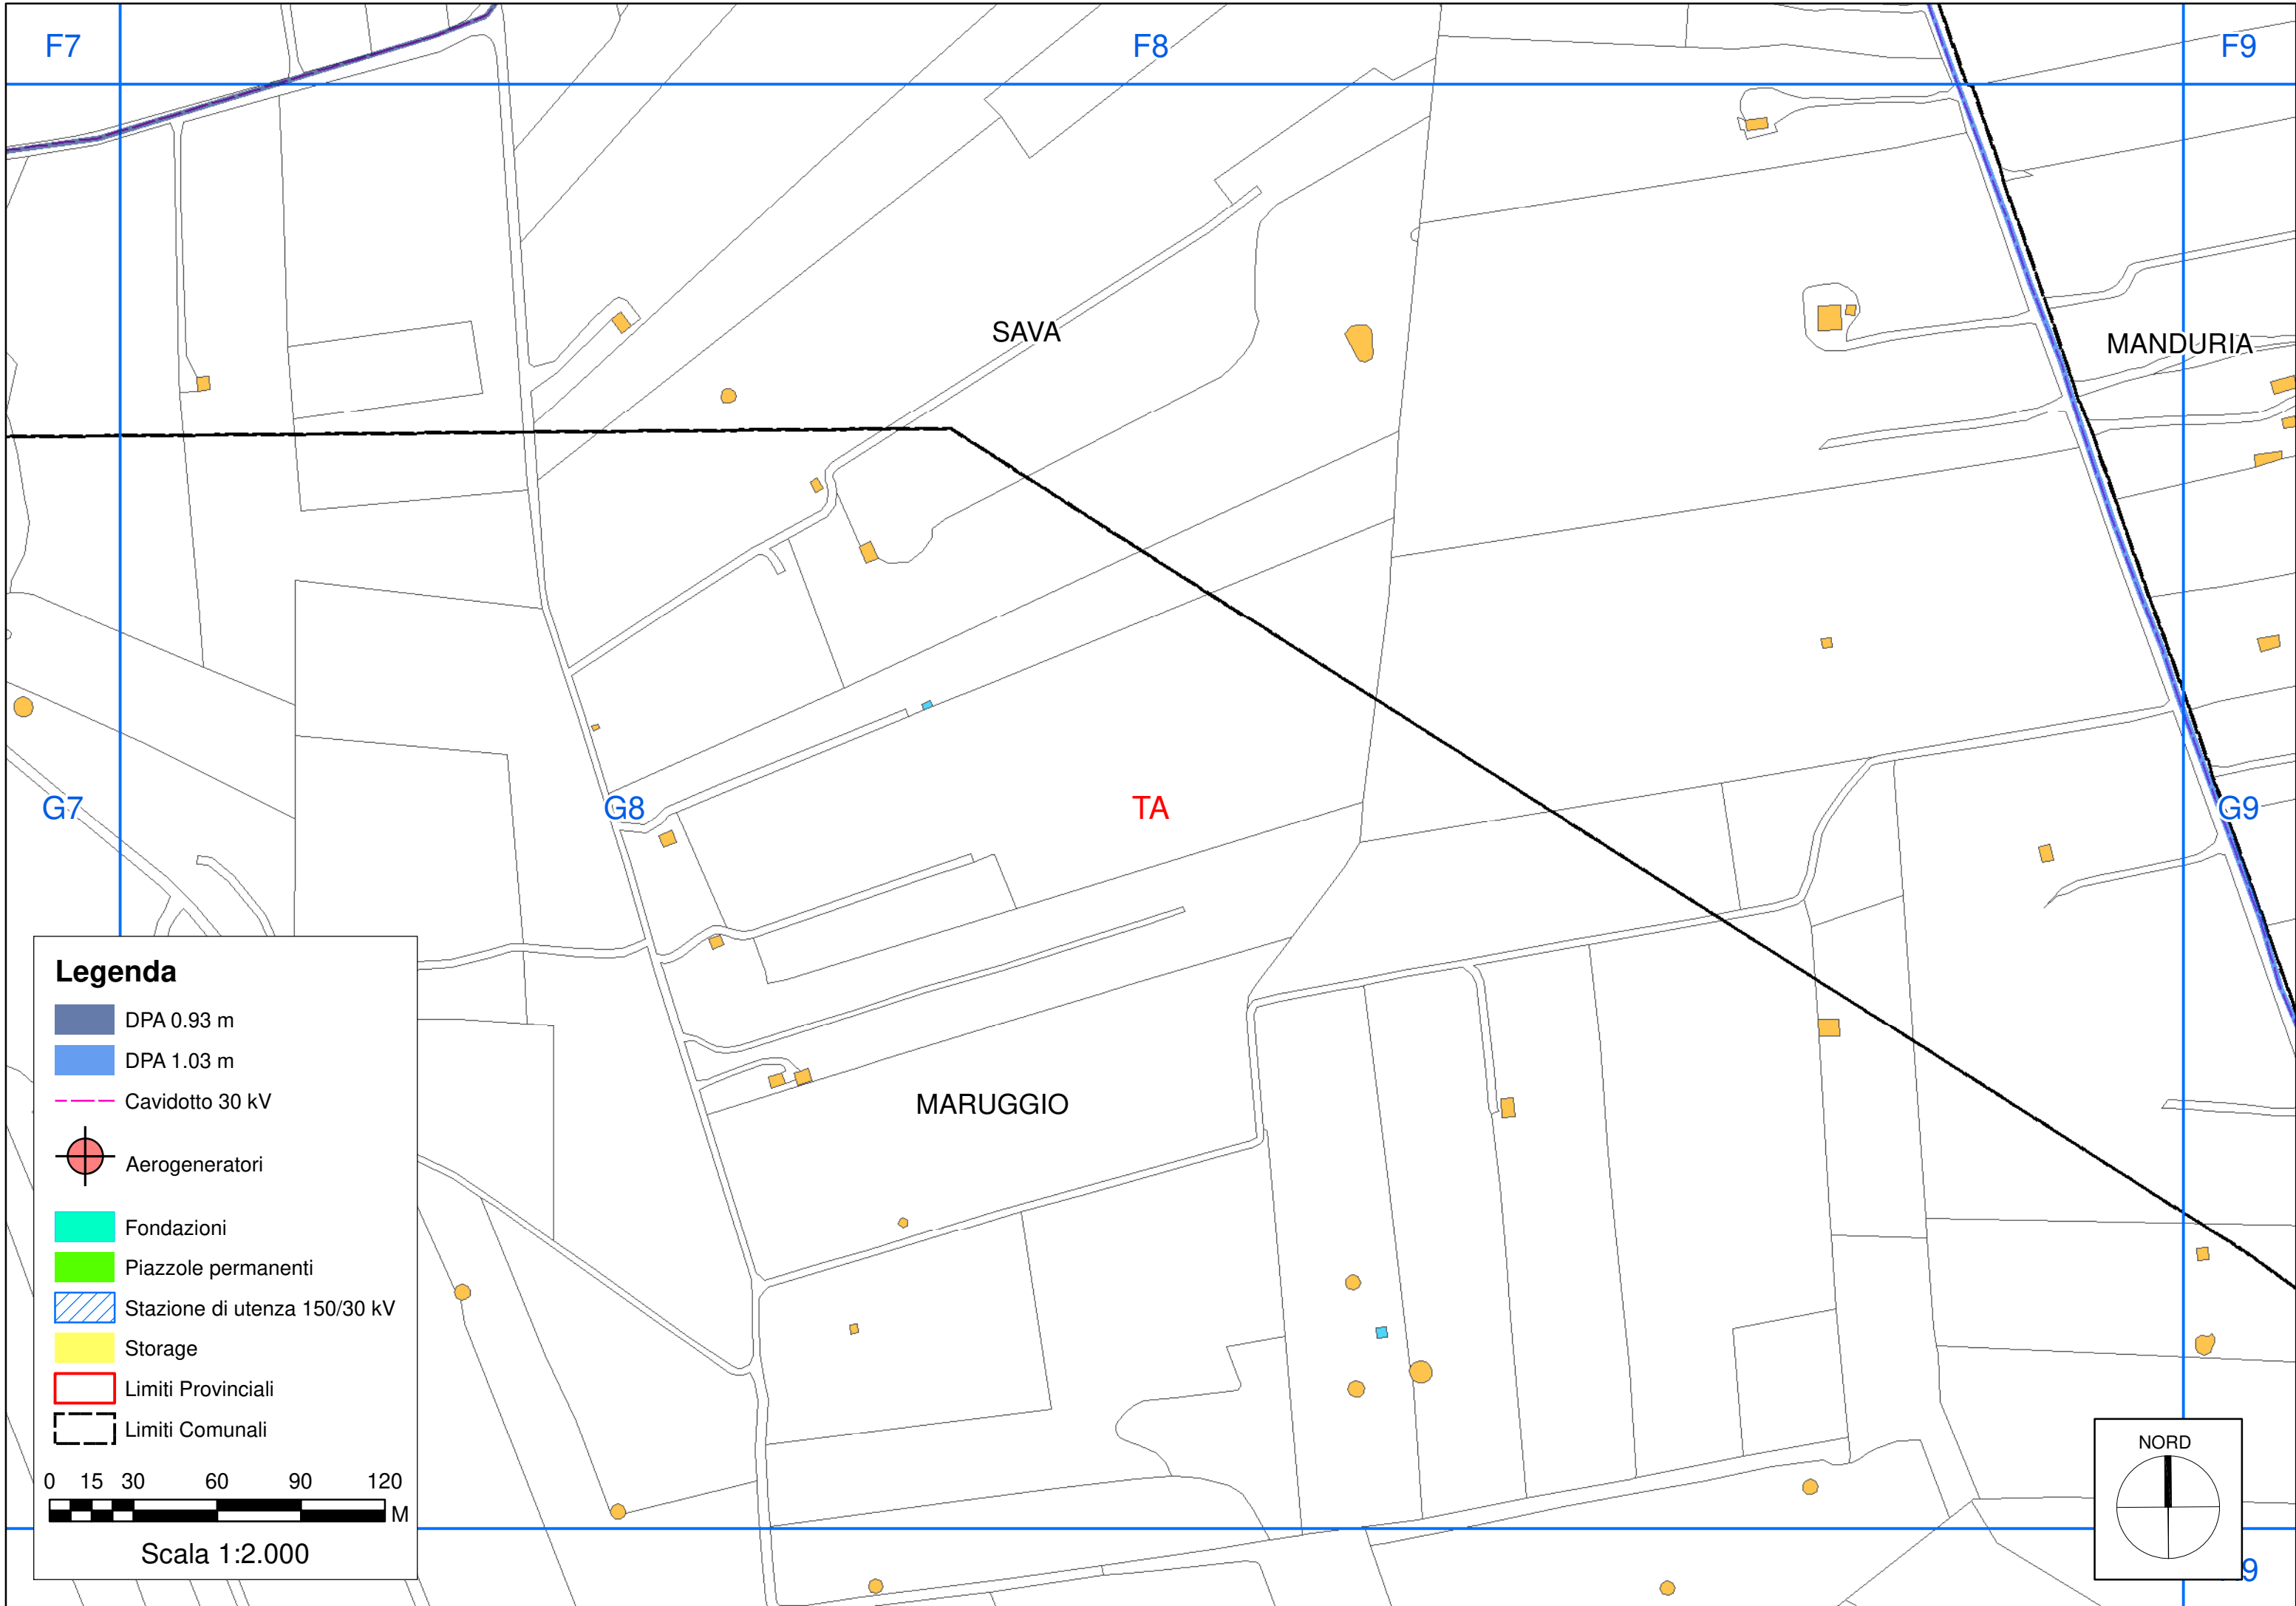 F7
F8
F9
SAVA
MANDURIA
G7
G8
TA
G9
MARUGGIO
Legenda
DPA 0.93 m
DPA 1.03 m
Cavidotto 30 kV
Aerogeneratori
Fondazioni
Piazzole permanenti
Stazione di utenza 150/30 kV
Storage
Limiti Provinciali
Limiti Comunali
0 15 30 60 90 120
M
Scala 1:2.000
NORD